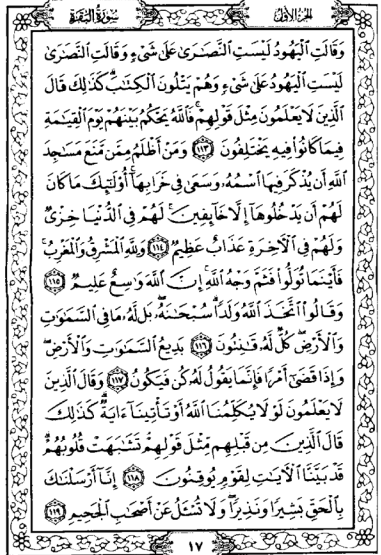 الجزء الأول
سورة البقرة
وَقَالَتِ ٱلْيَهُودُ لَيْسَتِ ٱلنَّصَـٰرَىٰ عَلَىٰ شَىْءٍ وَقَالَتِ ٱلنَّصَـٰرَىٰ
لَيْسَتِ ٱلْيَهُودُ عَلَىٰ شَىْءٍ وَهُمْ يَتْلُونَ ٱلْكِتَـٰبَ ۗ كَذَٰلِكَ قَالَ
ٱلَّذِينَ لَا يَعْلَمُونَ مِثْلَ قَوْلِهِمْ ۚ فَٱللَّهُ يَحْكُمُ بَيْنَهُمْ يَوْمَ ٱلْقِيَـٰمَةِ
فِيمَا كَانُوا۟ فِيهِ يَخْتَلِفُونَ ١١٣ وَمَنْ أَظْلَمُ مِمَّن مَّنَعَ مَسَـٰجِدَ
ٱللَّهِ أَن يُذْكَرَ فِيهَا ٱسْمُهُۥ وَسَعَىٰ فِى خَرَابِهَآ ۚ أُو۟لَـٰٓئِكَ مَا كَانَ
لَهُمْ أَن يَدْخُلُوهَآ إِلَّا خَآئِفِينَ ۚ لَهُمْ فِى ٱلدُّنْيَا خِزْىٌ
وَلَهُمْ فِى ٱلْـَٔاخِرَةِ عَذَابٌ عَظِيمٌ ١١٤ وَلِلَّهِ ٱلْمَشْرِقُ وَٱلْمَغْرِبُ ۚ
فَأَيْنَمَا تُوَلُّوا۟ فَثَمَّ وَجْهُ ٱللَّهِ ۚ إِنَّ ٱللَّهَ وَٰسِعٌ عَلِيمٌ ١١٥
وَقَالُوا۟ ٱتَّخَذَ ٱللَّهُ وَلَدًا ۗ سُبْحَـٰنَهُۥ ۖ بَل لَّهُۥ مَا فِى ٱلسَّمَـٰوَٰتِ
وَٱلْأَرْضِ ۖ كُلٌّ لَّهُۥ قَـٰنِتُونَ ١١٦ بَدِيعُ ٱلسَّمَـٰوَٰتِ وَٱلْأَرْضِ ۖ
وَإِذَا قَضَىٰٓ أَمْرًا فَإِنَّمَا يَقُولُ لَهُۥ كُن فَيَكُونُ ١١٧ وَقَالَ ٱلَّذِينَ
لَا يَعْلَمُونَ لَوْلَا يُكَلِّمُنَا ٱللَّهُ أَوْ تَأْتِينَآ ءَايَةٌ ۗ كَذَٰلِكَ
قَالَ ٱلَّذِينَ مِن قَبْلِهِم مِّثْلَ قَوْلِهِمْ ۘ تَشَـٰبَهَتْ قُلُوبُهُمْ ۗ
قَدْ بَيَّنَّا ٱلْـَٔايَـٰتِ لِقَوْمٍ يُوقِنُونَ ١١٨ إِنَّآ أَرْسَلْنَـٰكَ
بِٱلْحَقِّ بَشِيرًا وَنَذِيرًا ۖ وَلَا تُسْـَٔلُ عَنْ أَصْحَـٰبِ ٱلْجَحِيمِ ١١٩
١٧